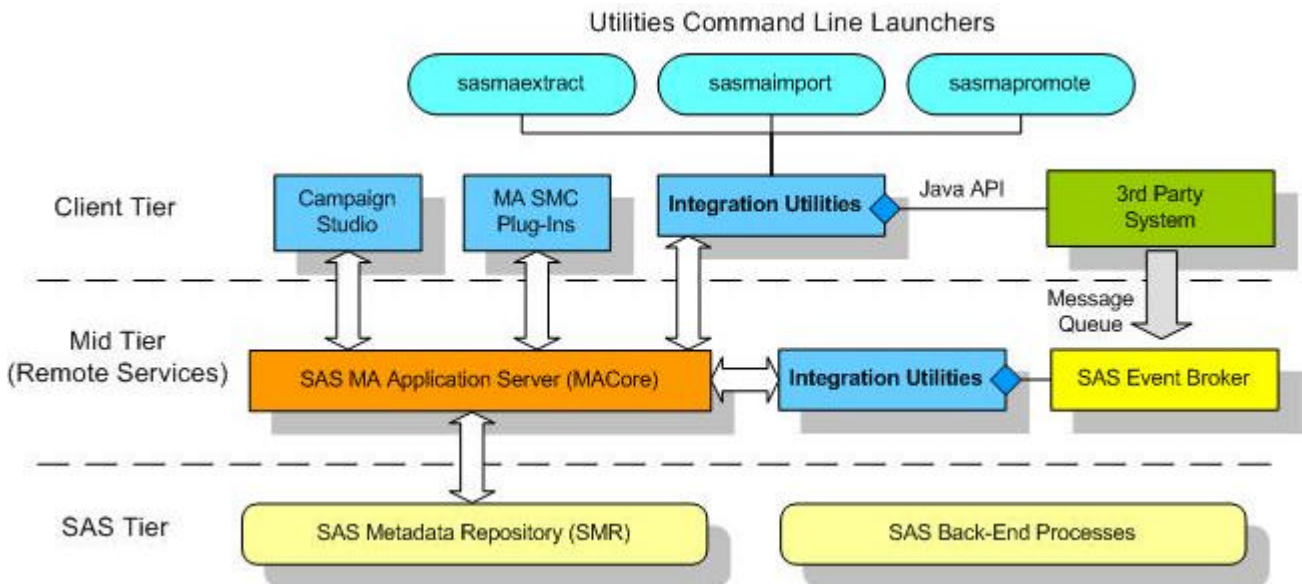 Utilities Command Line Launchers
sasmaextract
sasmaimport
sasmapromote
Client Tier
Campaign
Studio
MA SMC
Plug-Ins
Integration Utilities
Java API
3rd Party
System
Message
Queue
Mid Tier
(Remote Services)
SAS MA Application Server (MACore)
Integration Utilities
SAS Event Broker
SAS Tier
SAS Metadata Repository (SMR)
SAS Back-End Processes